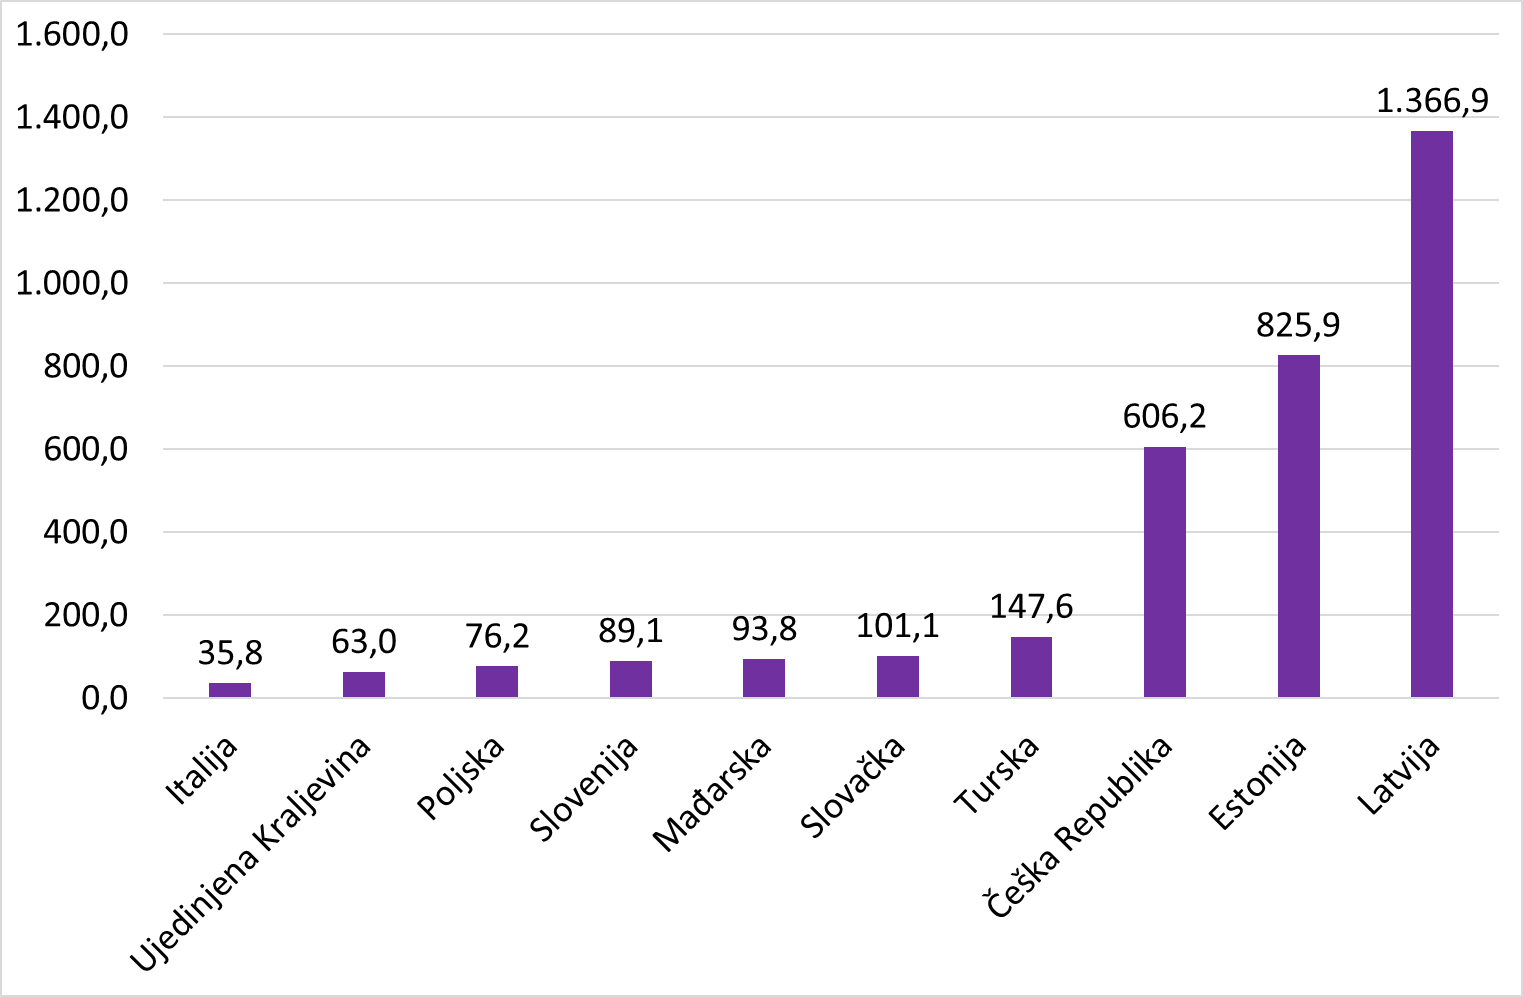 1.600,0
1.400,0
1.200,0
1.000,0
800,0
600,0
400,0
200,0
0,0
35,8
63,0
76,2
89,1
93,8
101,1
147,6
606,2
825,9
1.366,9
Italija
Ujedinjena Kraljevina
Poljska
Slovenija
Mađarska
Slovačka
Turska
Češka Republika
Estonija
Latvija